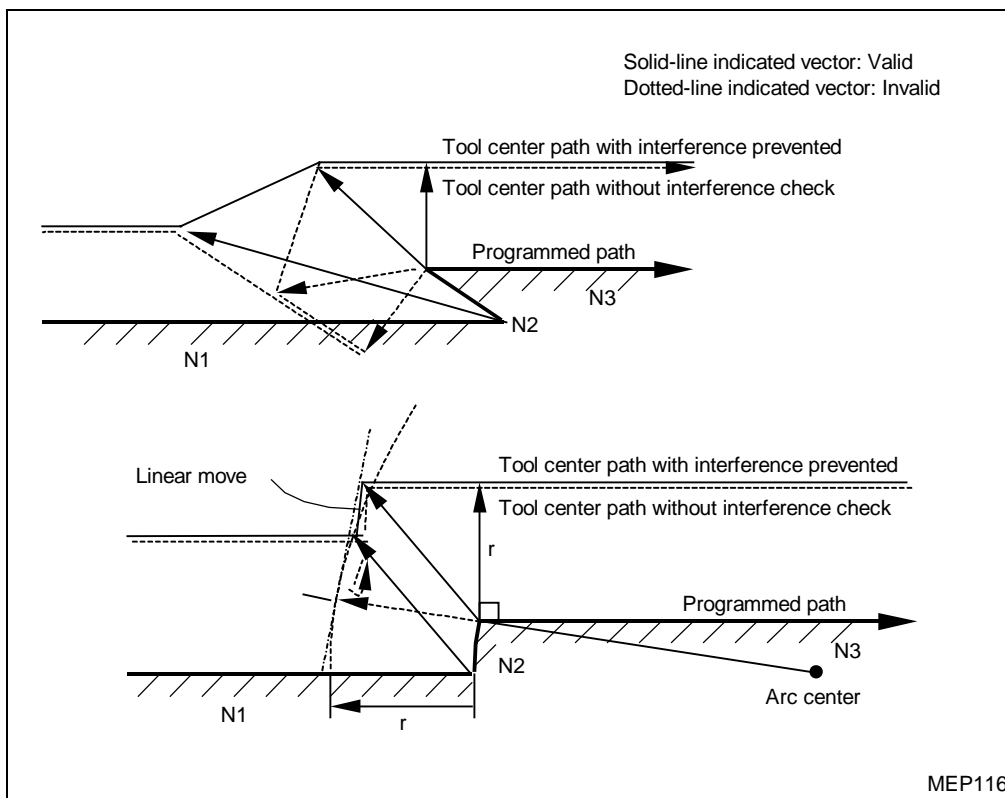 Solid-line indicated vector: Valid
Dotted-line indicated vector: Invalid
Tool center path with interference prevented
Tool center path without interference check
Programmed path
N3
N2
N1
Tool center path with interference prevented
Linear move
Tool center path without interference check
r
Programmed path
N3
N2
Arc center
N1
r
MEP116